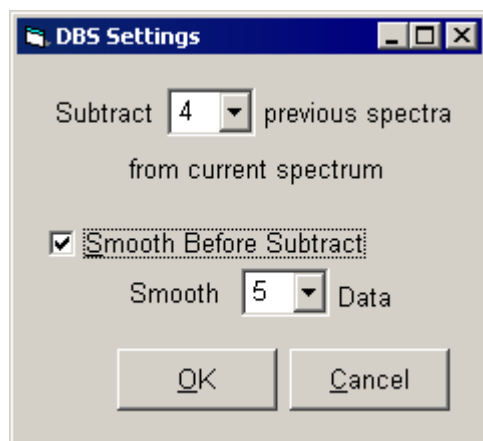 DBS Settings
Subtract 4 previous spectra
from current spectrum
Smooth Before Subtract
Smooth 5 Data
OK Cancel